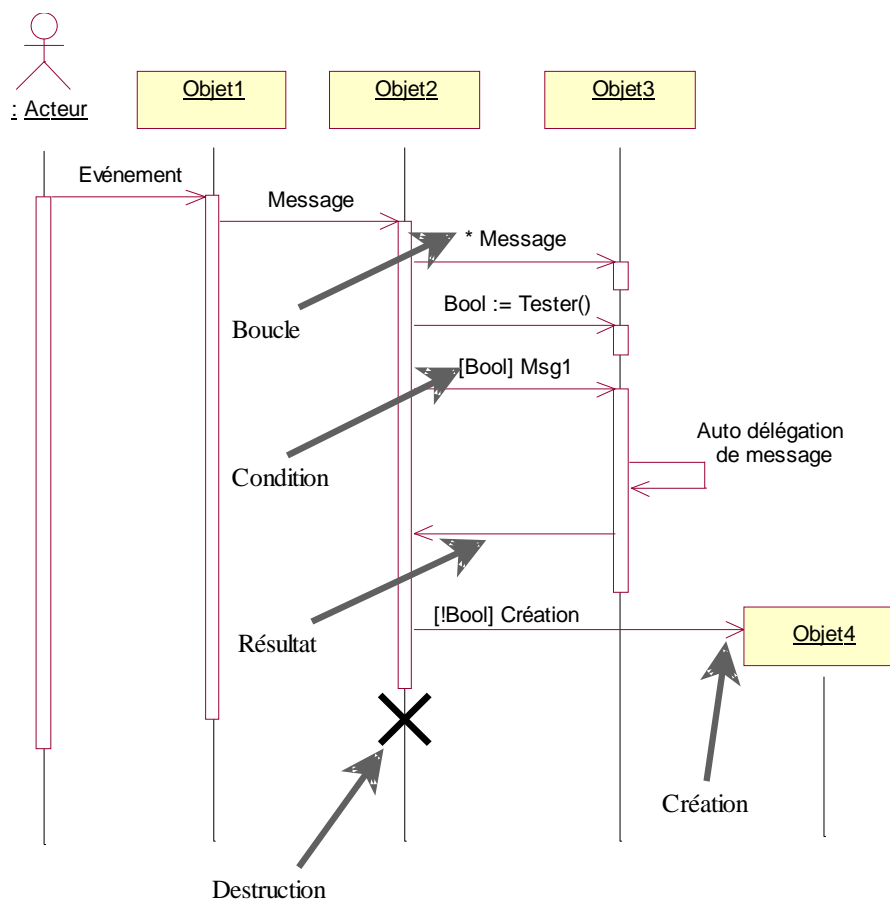 : Acteur
Objet1
Objet2
Objet3
Evénement
Message
* Message
Boucle
Bool := Tester()
[Bool] Msg1
Condition
Auto délégation
de message
Résultat
[!Bool] Création
Objet4
Création
Destruction